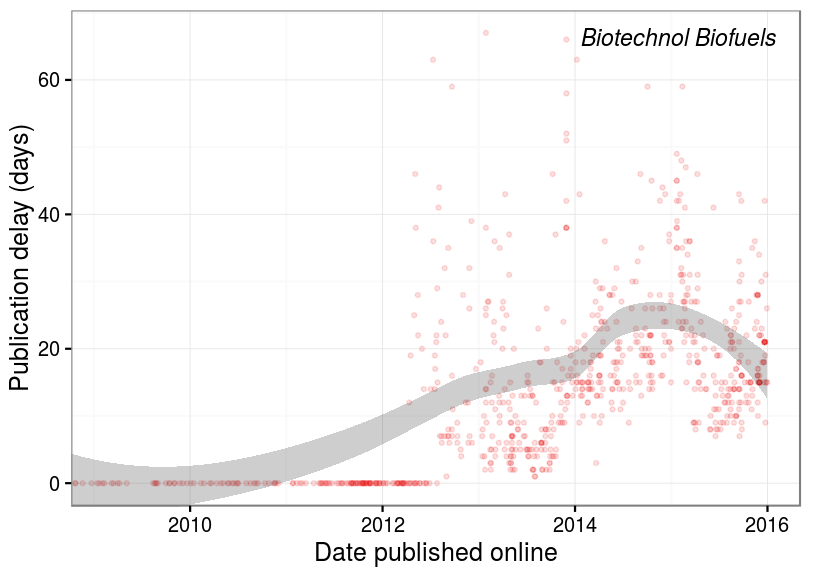 Biotechnol Biofuels
Publication delay (days)
60
40
20
0
2010 2012 2014 2016
Date published online